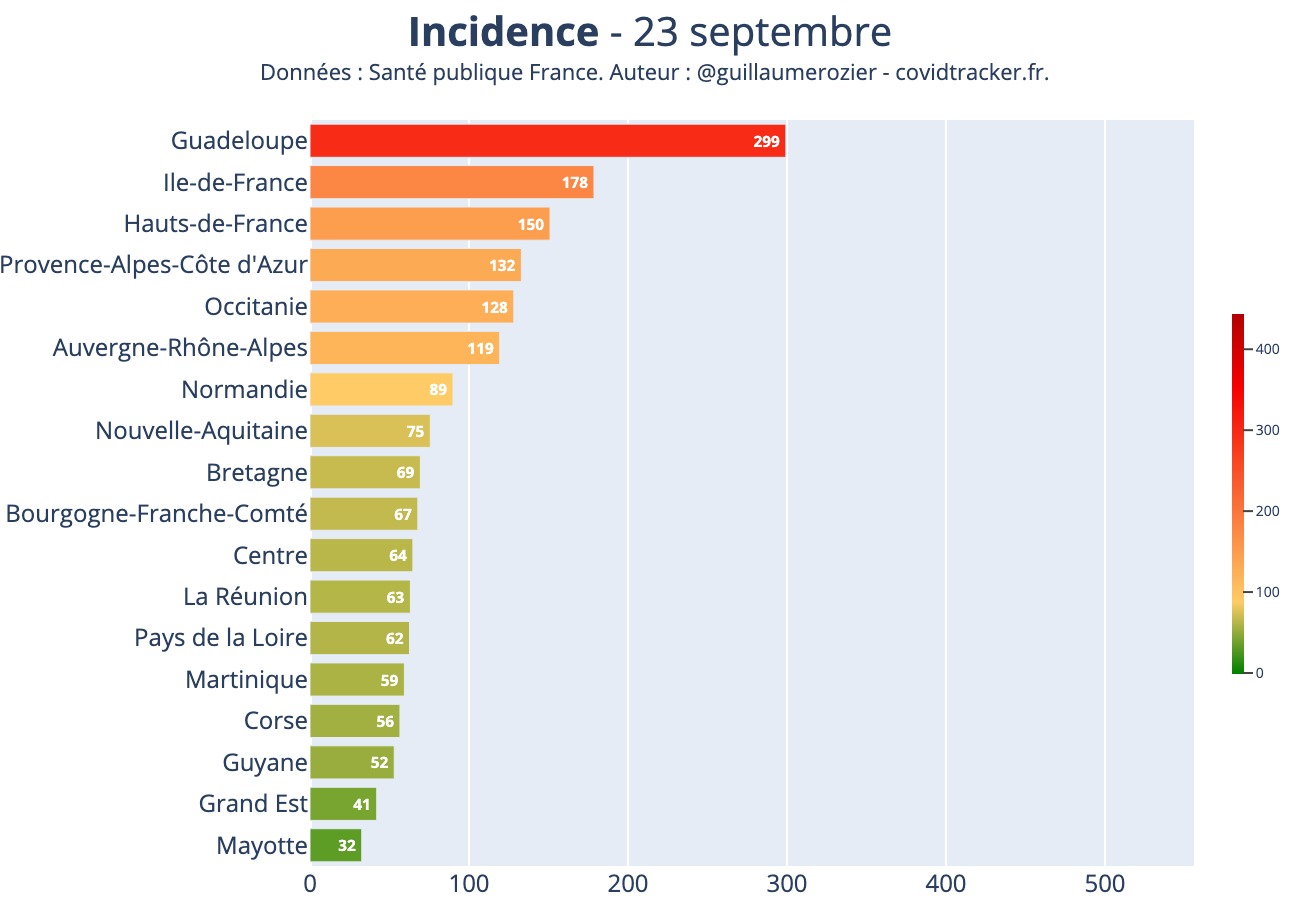 Incidence - 23 septembre
Données : Santé publique France. Auteur : @guillaumerozier - covidtracker.fr.
Guadeloupe 299
Ile-de-France 178
Hauts-de-France 150
Provence-Alpes-Côte d'Azur 132
Occitanie 128
Auvergne-Rhône-Alpes 119
Normandie 89
Nouvelle-Aquitaine 75
Bretagne 69
Bourgogne-Franche-Comté 67
Centre 64
La Réunion 63
Pays de la Loire 62
Martinique 59
Corse 56
Guyane 52
Grand Est 41
Mayotte 32
0 100 200 300 400 500
400
300
200
100
0